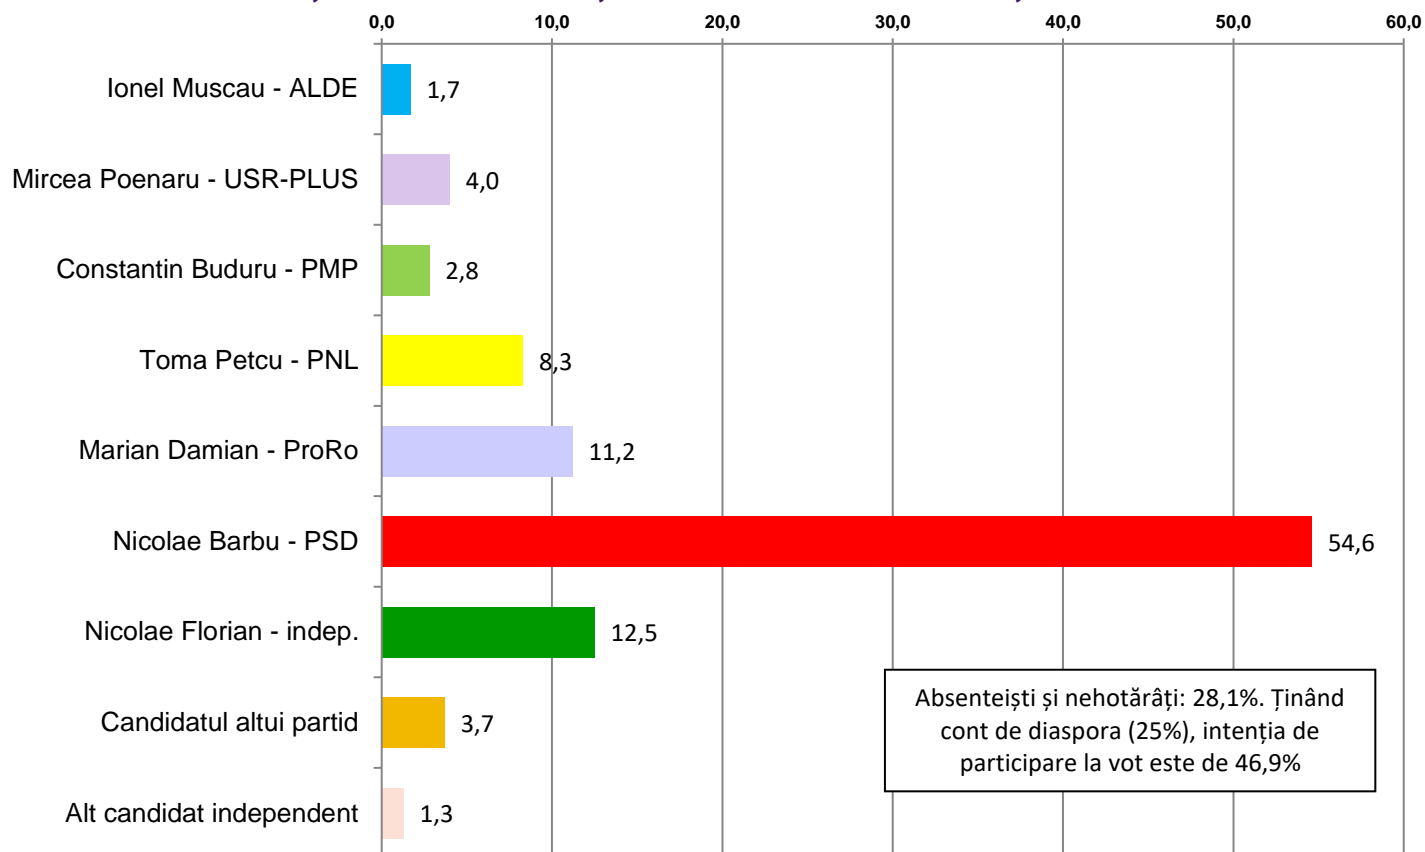 0,0 10,0 20,0 30,0 40,0 50,0 60,0
Ionel Muscau - ALDE 1,7
Mircea Poenaru - USR-PLUS 4,0
Constantin Buduru - PMP 2,8
Toma Petcu - PNL 8,3
Marian Damian - ProRo 11,2
Nicolae Barbu - PSD 54,6
Nicolae Florian - indep. 12,5
Candidatul altui partid 3,7
Alt candidat independent 1,3
Absenteiști și nehotărâți: 28,1%. Ținând
cont de diaspora (25%), intenția de
participare la vot este de 46,9%